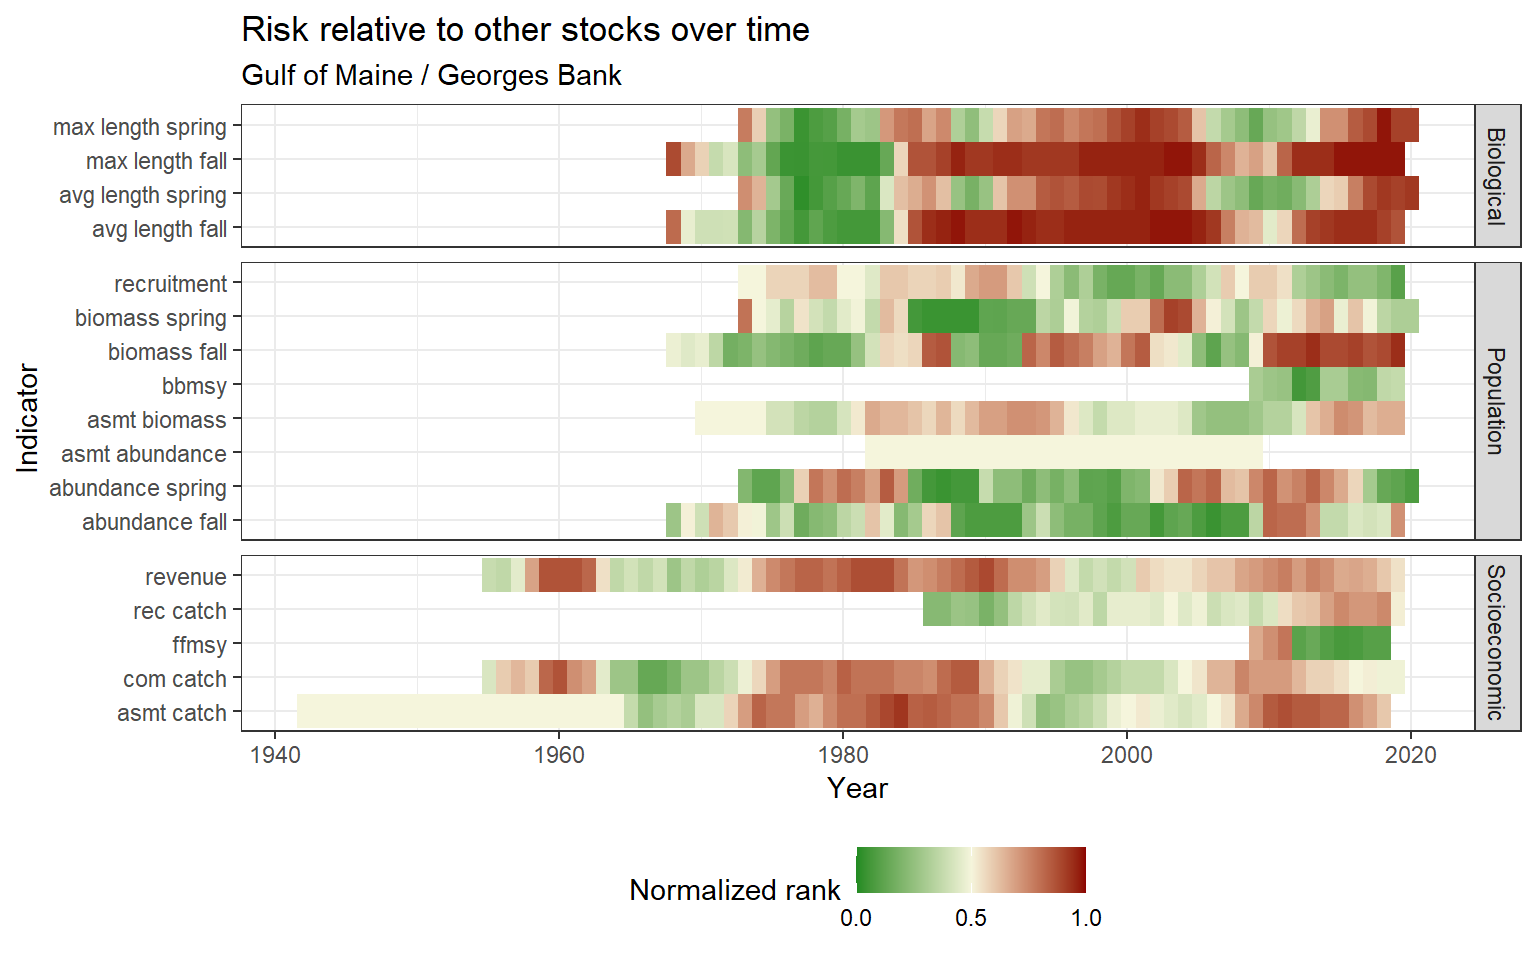 Risk relative to other stocks over time
Gulf of Maine / Georges Bank
Indicator
max length spring
max length fall
avg length spring
avg length fall
Biological
recruitment
biomass spring
biomass fall
bbmsy
asmt biomass
asmt abundance
abundance spring
abundance fall
Population
revenue
rec catch
ffmsy
com catch
asmt catch
Socioeconomic
1940 1960 1980 2000 2020
Year
Normalized rank
0.0 0.5 1.0